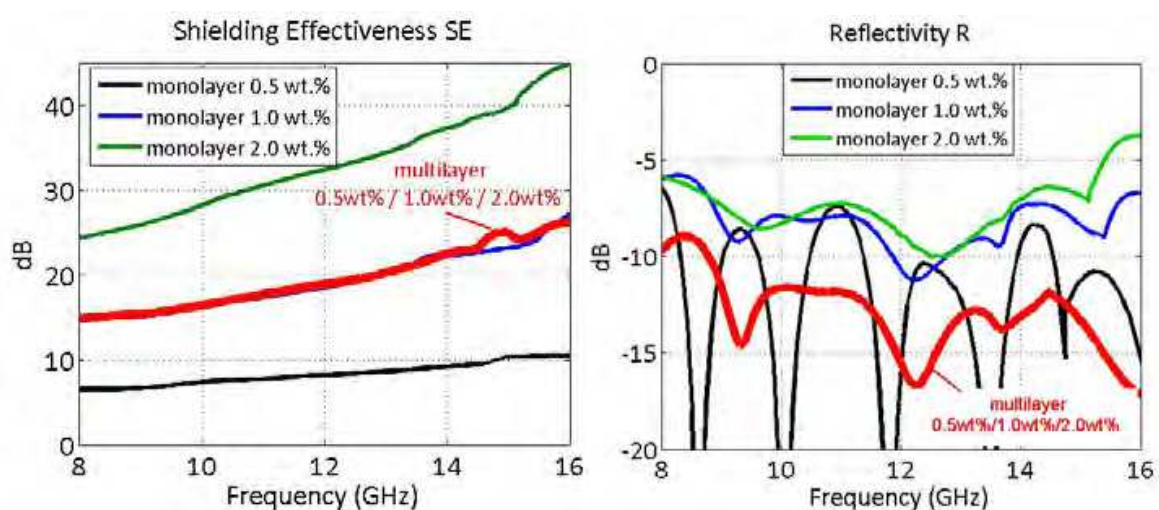 Shielding Effectiveness SE
monolayer 0.5 wt.%
monolayer 1.0 wt.%
monolayer 2.0 wt.%
multilayer
0.5wt% / 1.0wt% / 2.0wt%
40
30
20
10
0
dB
8
10
12
14
16
Frequency (GHz)
Reflectivity R
monolayer 0.5 wt.%
monolayer 1.0 wt.%
monolayer 2.0 wt.%
0
-5
-10
-15
-20
dB
multilayer
0.5wt%/1.0wt%/2.0wt%
8
10
12
14
16
Frequency (GHz)